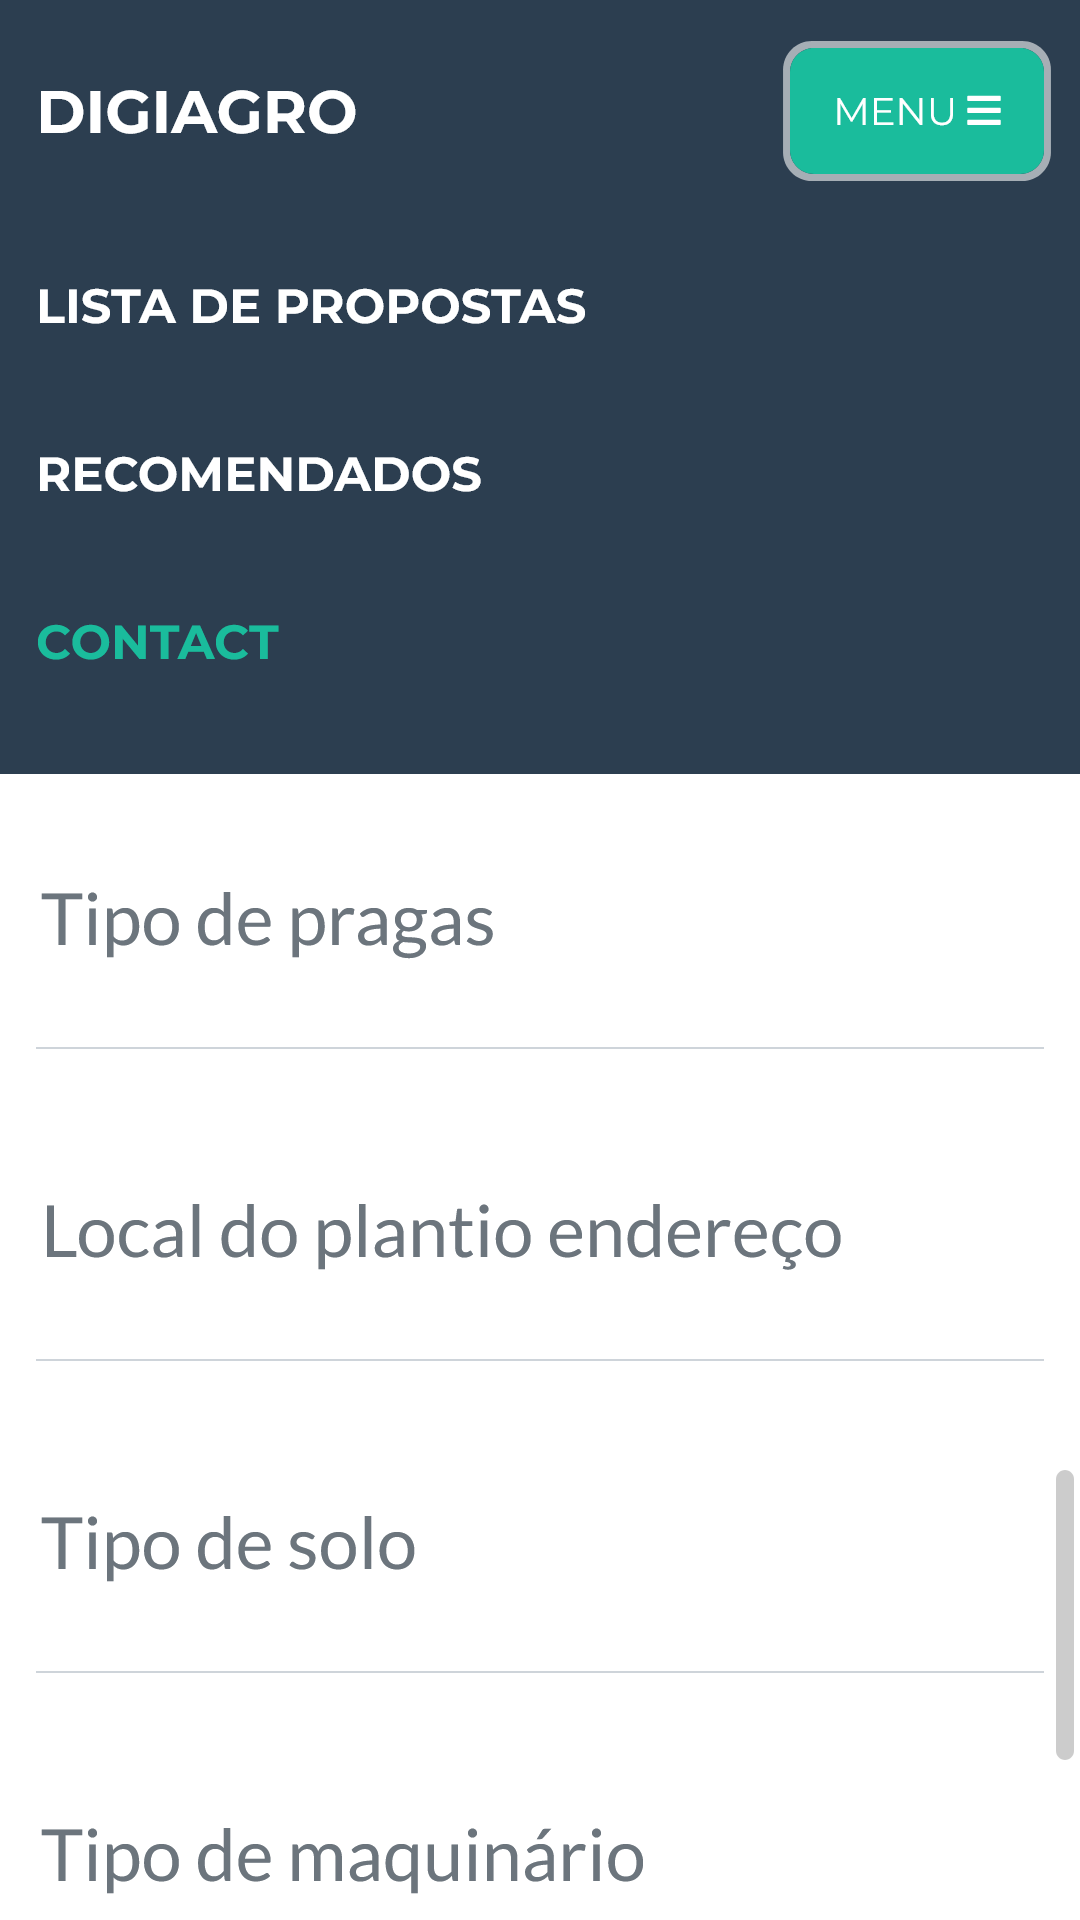 DIGIAGRO
MENU
LISTA DE PROPOSTAS
RECOMENDADOS
CONTACT
Tipo de pragas
Local do plantio endereço
Tipo de solo
Tipo de maquinário